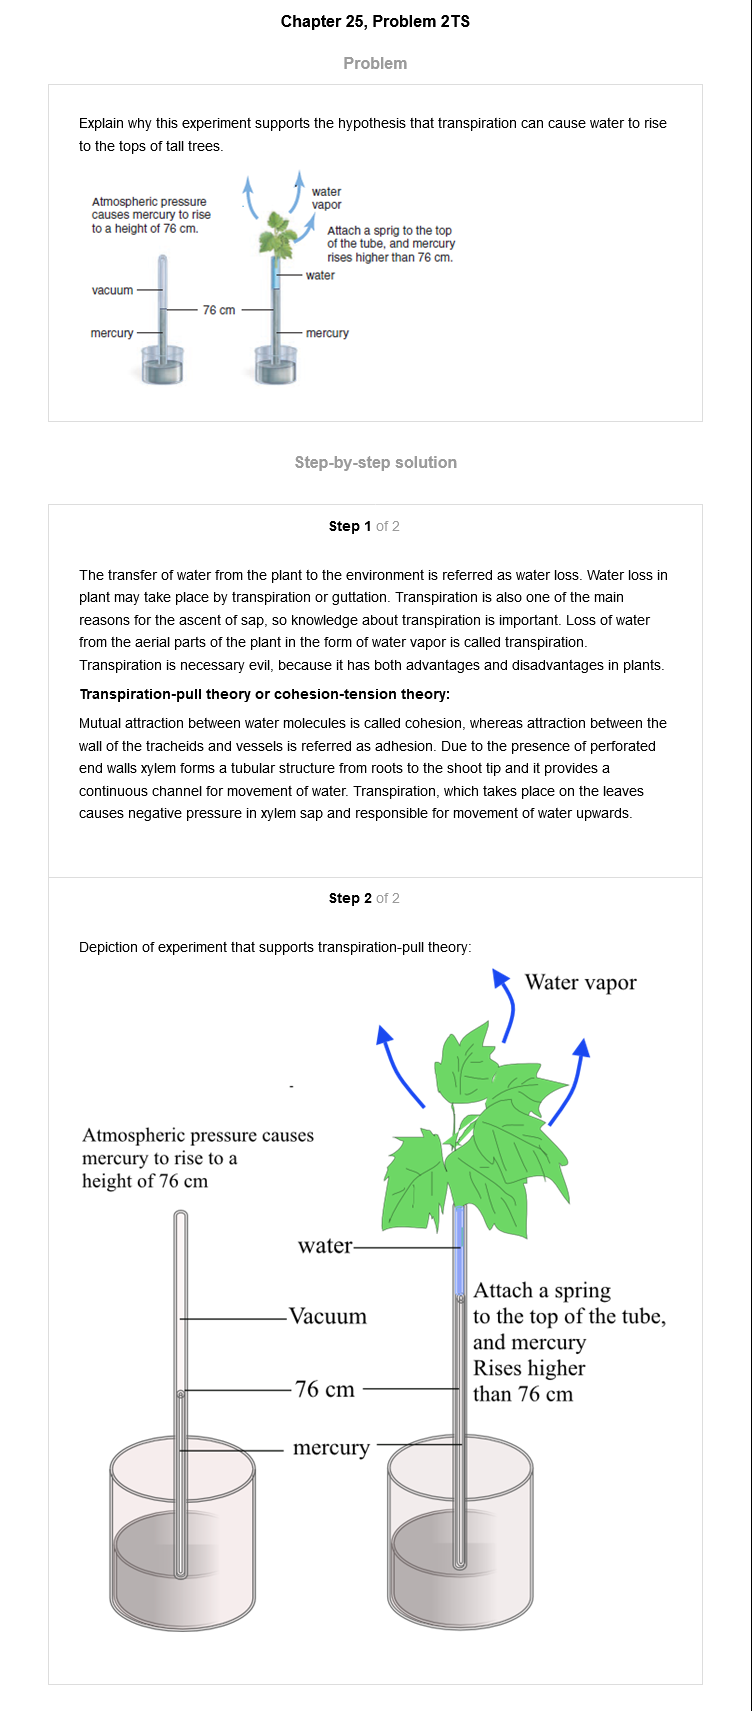 Chapter 25, Problem 2TS
Problem
Explain why this experiment supports the hypothesis that transpiration can cause water to rise
to the tops of tall trees.
Atmospheric pressure
causes mercury to rise
to a height of 76 cm.
water
vapor
Attach a sprig to the top
of the tube, and mercury
rises higher than 76 cm.
water
vacuum
76 cm
mercury
mercury
Step-by-step solution
Step 1 of 2
The transfer of water from the plant to the environment is referred as water loss. Water loss in
plant may take place by transpiration or guttation. Transpiration is also one of the main
reasons for the ascent of sap, so knowledge about transpiration is important. Loss of water
from the aerial parts of the plant in the form of water vapor is called transpiration.
Transpiration is necessary evil, because it has both advantages and disadvantages in plants.
Transpiration-pull theory or cohesion-tension theory:
Mutual attraction between water molecules is called cohesion, whereas attraction between the
wall of the tracheids and vessels is referred as adhesion. Due to the presence of perforated
end walls xylem forms a tubular structure from roots to the shoot tip and it provides a
continuous channel for movement of water. Transpiration, which takes place on the leaves
causes negative pressure in xylem sap and responsible for movement of water upwards.
Step 2 of 2
Depiction of experiment that supports transpiration-pull theory:
Water vapor
Atmospheric pressure causes
mercury to rise to a
height of 76 cm
water
Attach a spring
to the top of the tube,
and mercury
Rises higher
than 76 cm
Vacuum
76 cm
mercury